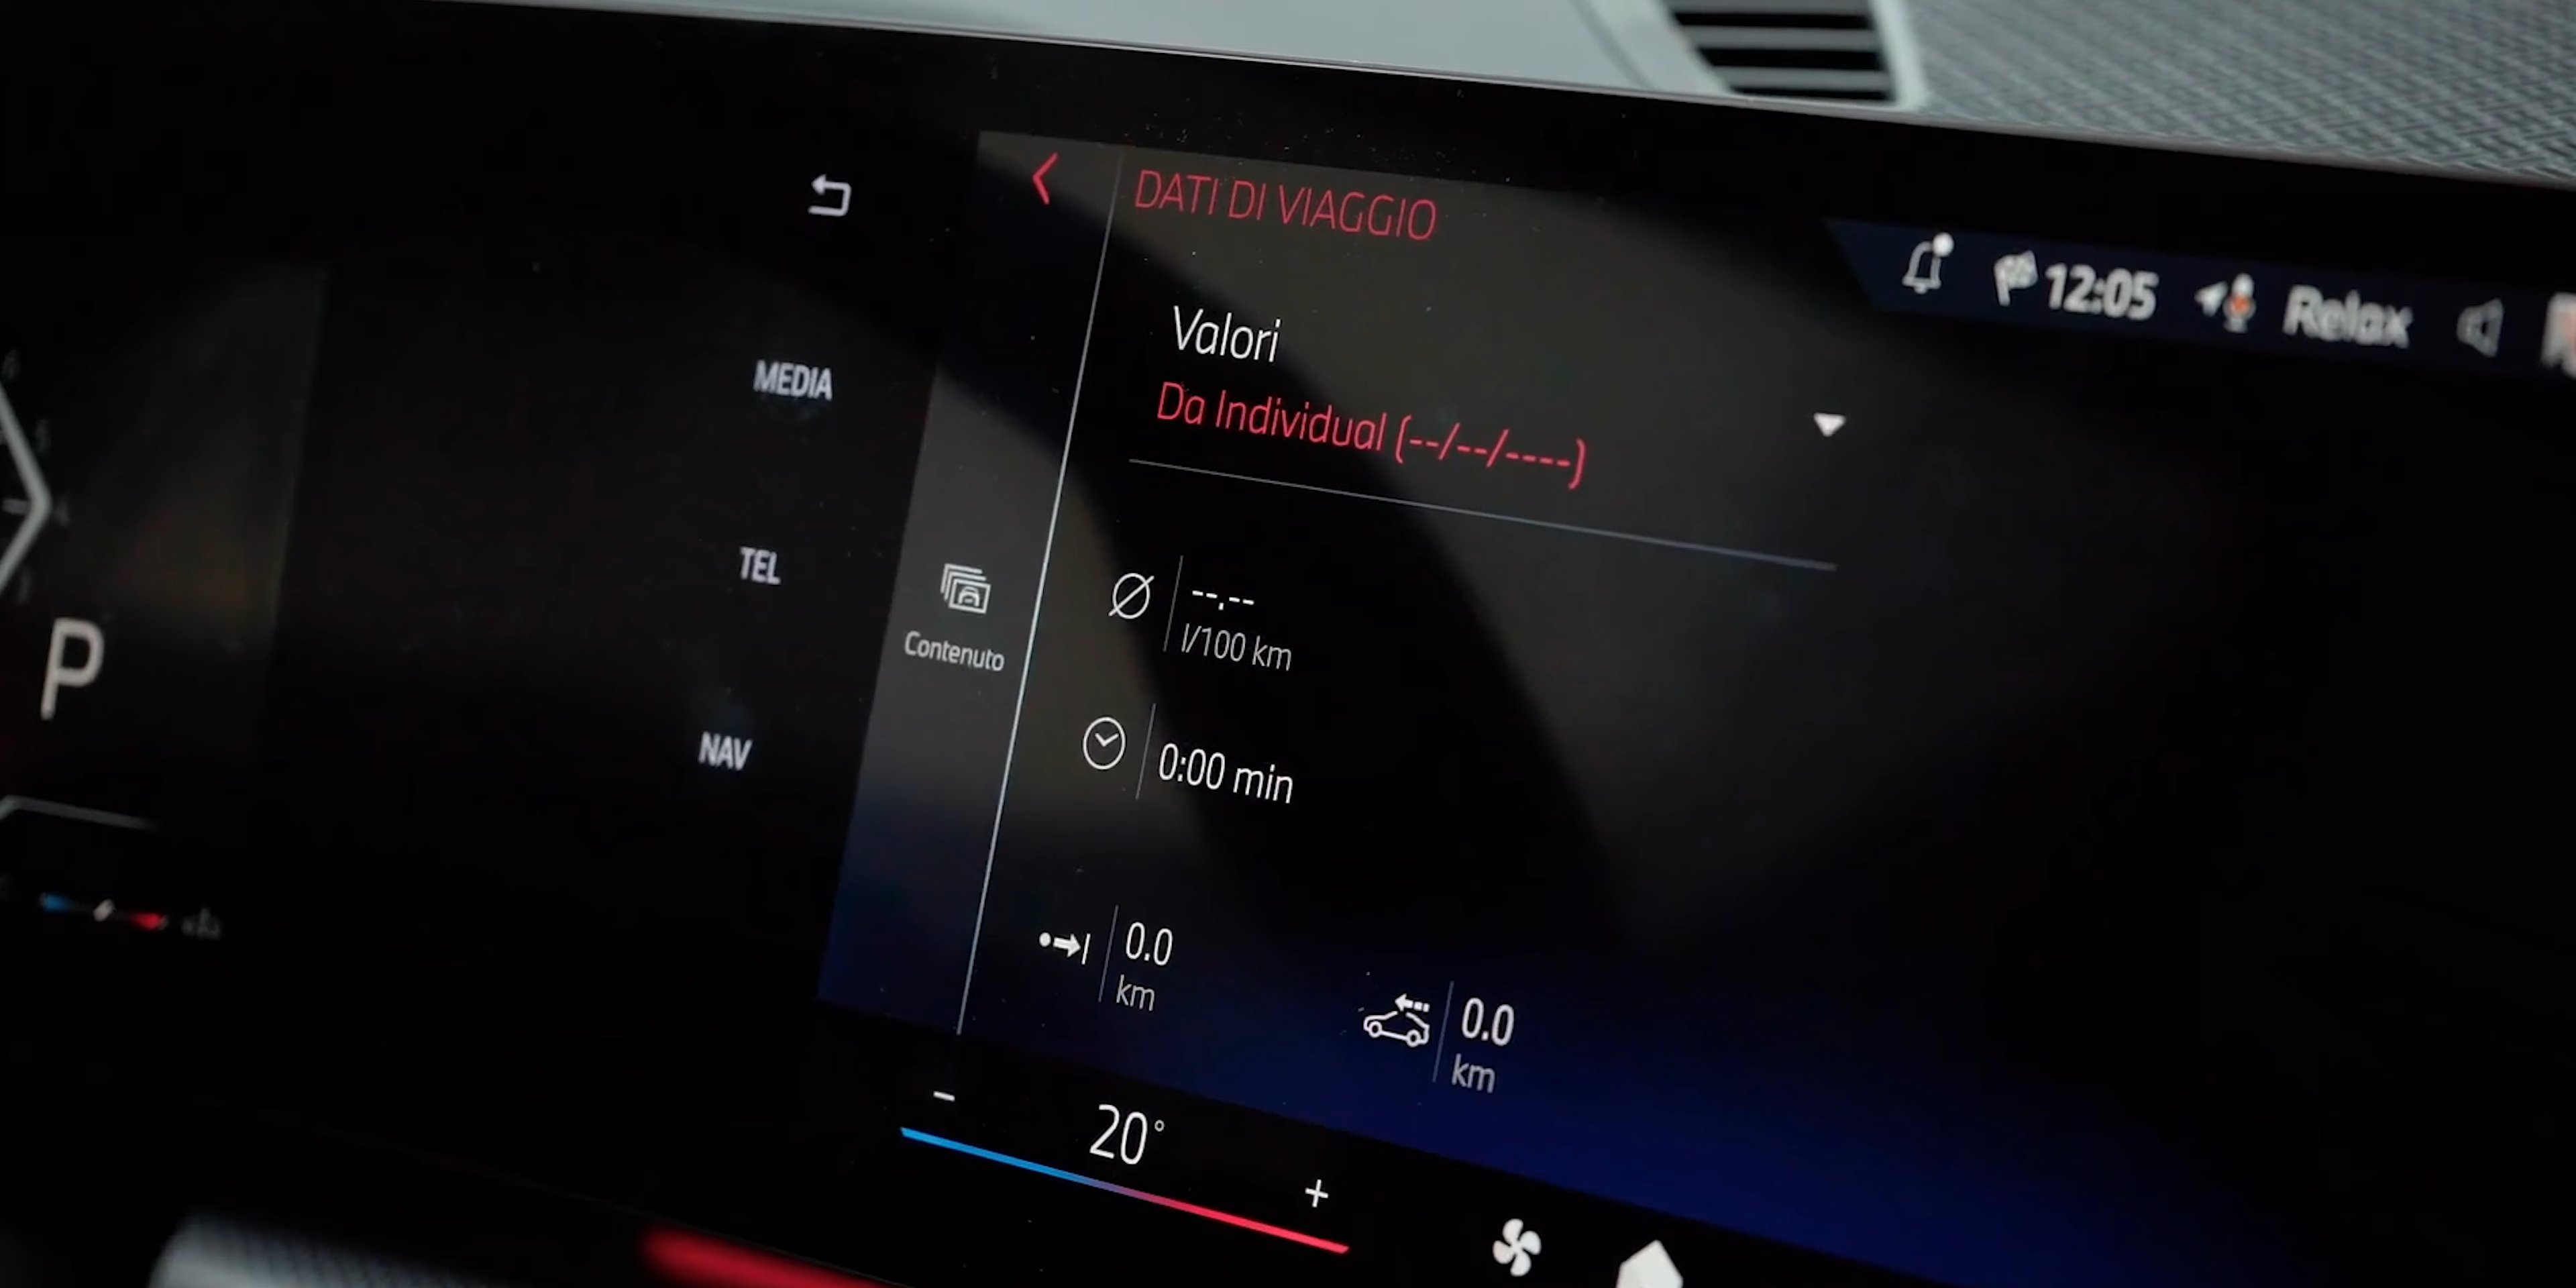 DATI DI VIAGGIO
12:05
Relax
Valori
Da Individual (--/--/----)
MEDIA
TEL
NAV
P
Contenuto
--.--
l/100 km
0:00 min
0.0
km
0.0
km
− 20° +